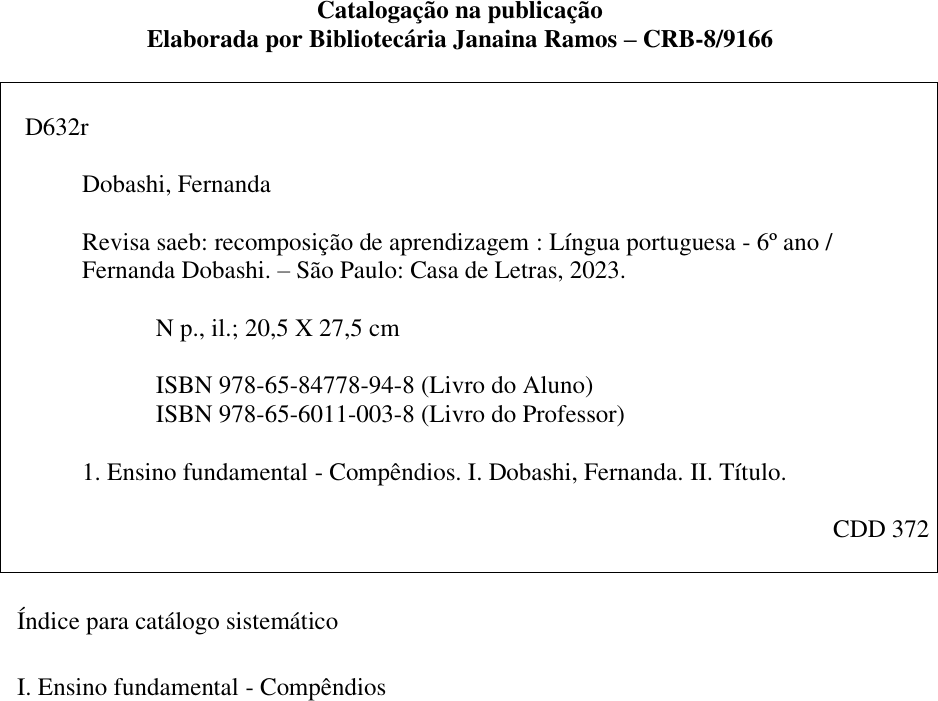 Catalogação na publicação
Elaborada por Bibliotecária Janaina Ramos – CRB-8/9166
D632r
Dobashi, Fernanda
Revisa saeb: recomposição de aprendizagem : Língua portuguesa - 6º ano /
Fernanda Dobashi. – São Paulo: Casa de Letras, 2023.
N p., il.; 20,5 X 27,5 cm
ISBN 978-65-84778-94-8 (Livro do Aluno)
ISBN 978-65-6011-003-8 (Livro do Professor)
1. Ensino fundamental - Compêndios. I. Dobashi, Fernanda. II. Título.
CDD 372
Índice para catálogo sistemático
I. Ensino fundamental - Compêndios